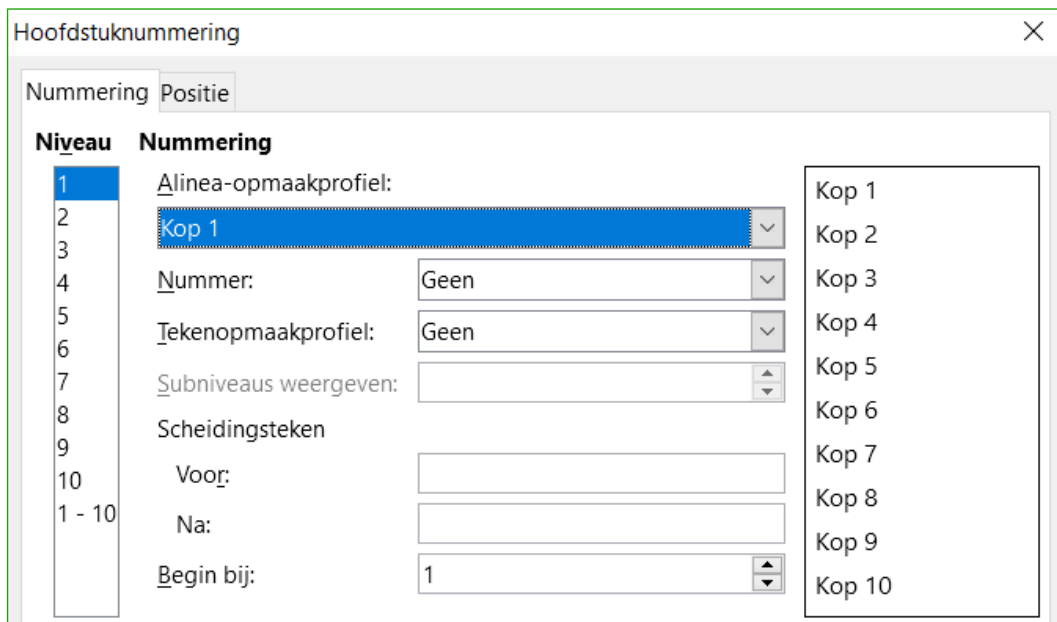 Hoofdstuknummering
Nummering Positie
Niveau Nummering
1
2
3
4
5
6
7
8
9
10
1 - 10
Alinea-opmaakprofiel:
Kop 1
Nummer: Geen
Tekenopmaakprofiel: Geen
Subniveaus weergeven:
Scheidingsteken
Voor:
Na:
Begin bij: 1
Kop 1
Kop 2
Kop 3
Kop 4
Kop 5
Kop 6
Kop 7
Kop 8
Kop 9
Kop 10